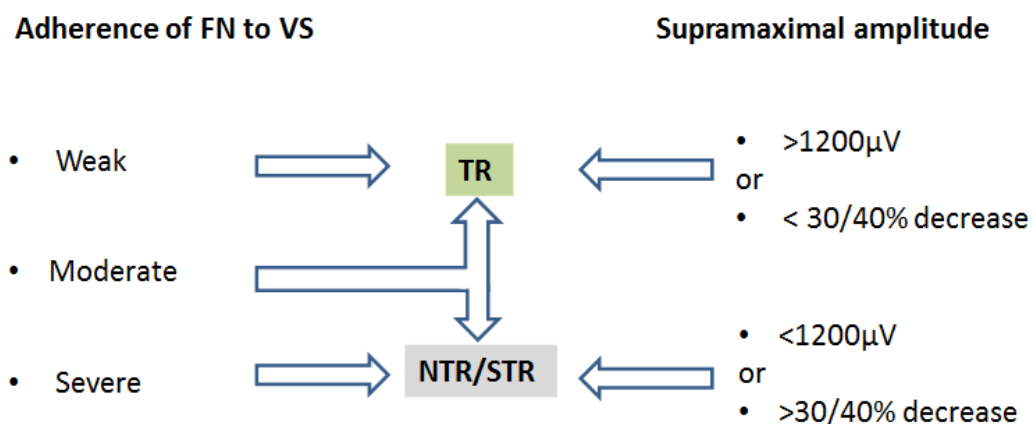 Adherence of FN to VS
Supramaximal amplitude
• Weak
TR
• >1200µV
or
• < 30/40% decrease
• Moderate
• Severe
NTR/STR
• <1200µV
or
• >30/40% decrease